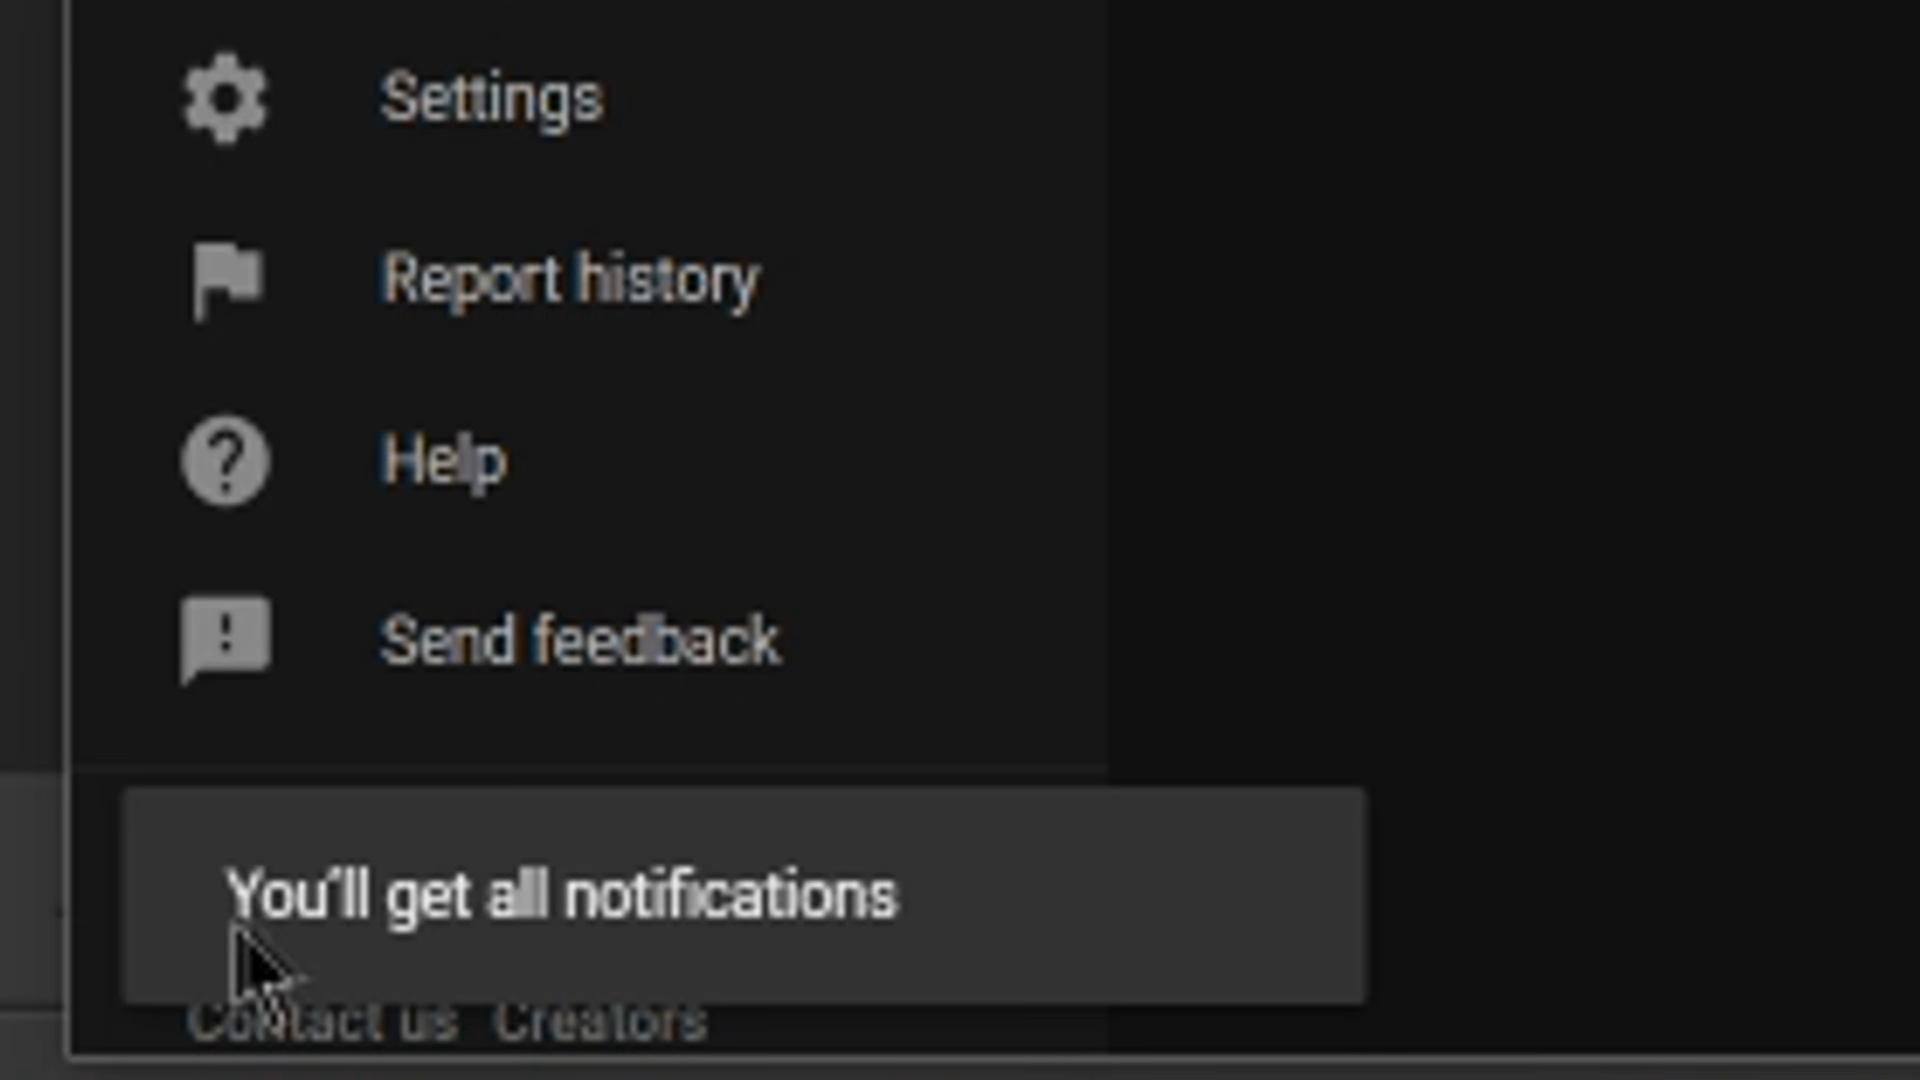 Settings
Report history
Help
Send feedback
You'll get all notifications
Contact us Creators